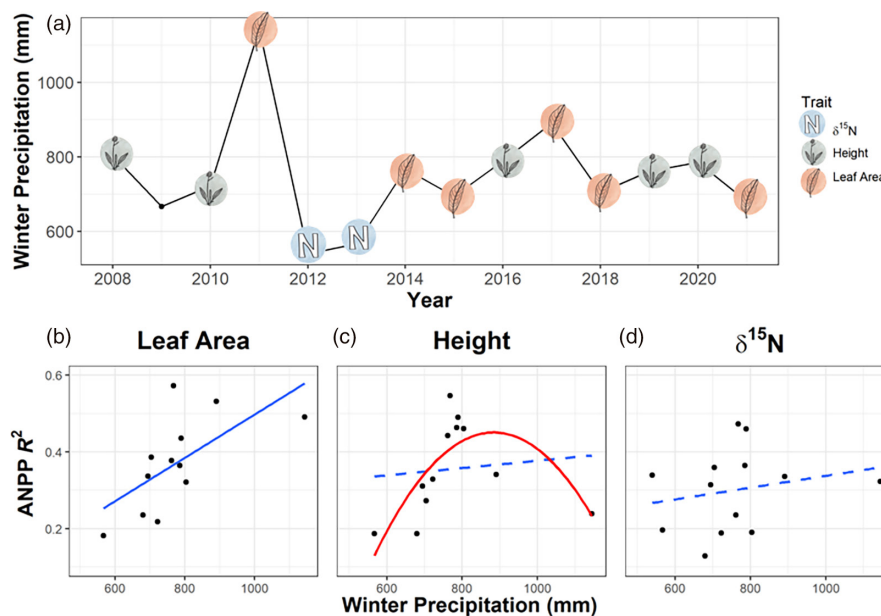 (a)
Winter Precipitation (mm)
1000
800
600
2008 2010 2012 2014 2016 2018 2020
Year
N N
Trait
N δ15N
Height
Leaf Area
(b) Leaf Area
(c) Height
(d) δ15N
ANPP R2
0.6
0.4
0.2
600 800 1000
600 800 1000
600 800 1000
Winter Precipitation (mm)